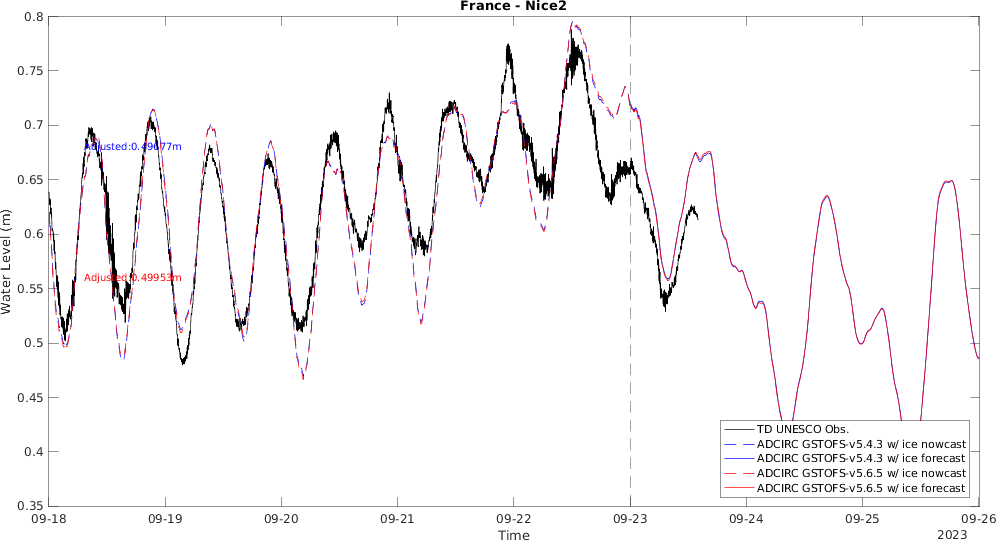 France - Nice2
0.8
0.75
0.7
0.65
0.6
0.55
0.5
0.45
0.4
0.35
Water Level (m)
Adjusted:0.49677m
Adjusted:0.49953m
TD UNESCO Obs.
ADCIRC GSTOFS-v5.4.3 w/ ice nowcast
ADCIRC GSTOFS-v5.4.3 w/ ice forecast
ADCIRC GSTOFS-v5.6.5 w/ ice nowcast
ADCIRC GSTOFS-v5.6.5 w/ ice forecast
09-18 09-19 09-20 09-21 09-22 09-23 09-24 09-25 09-26
Time
2023